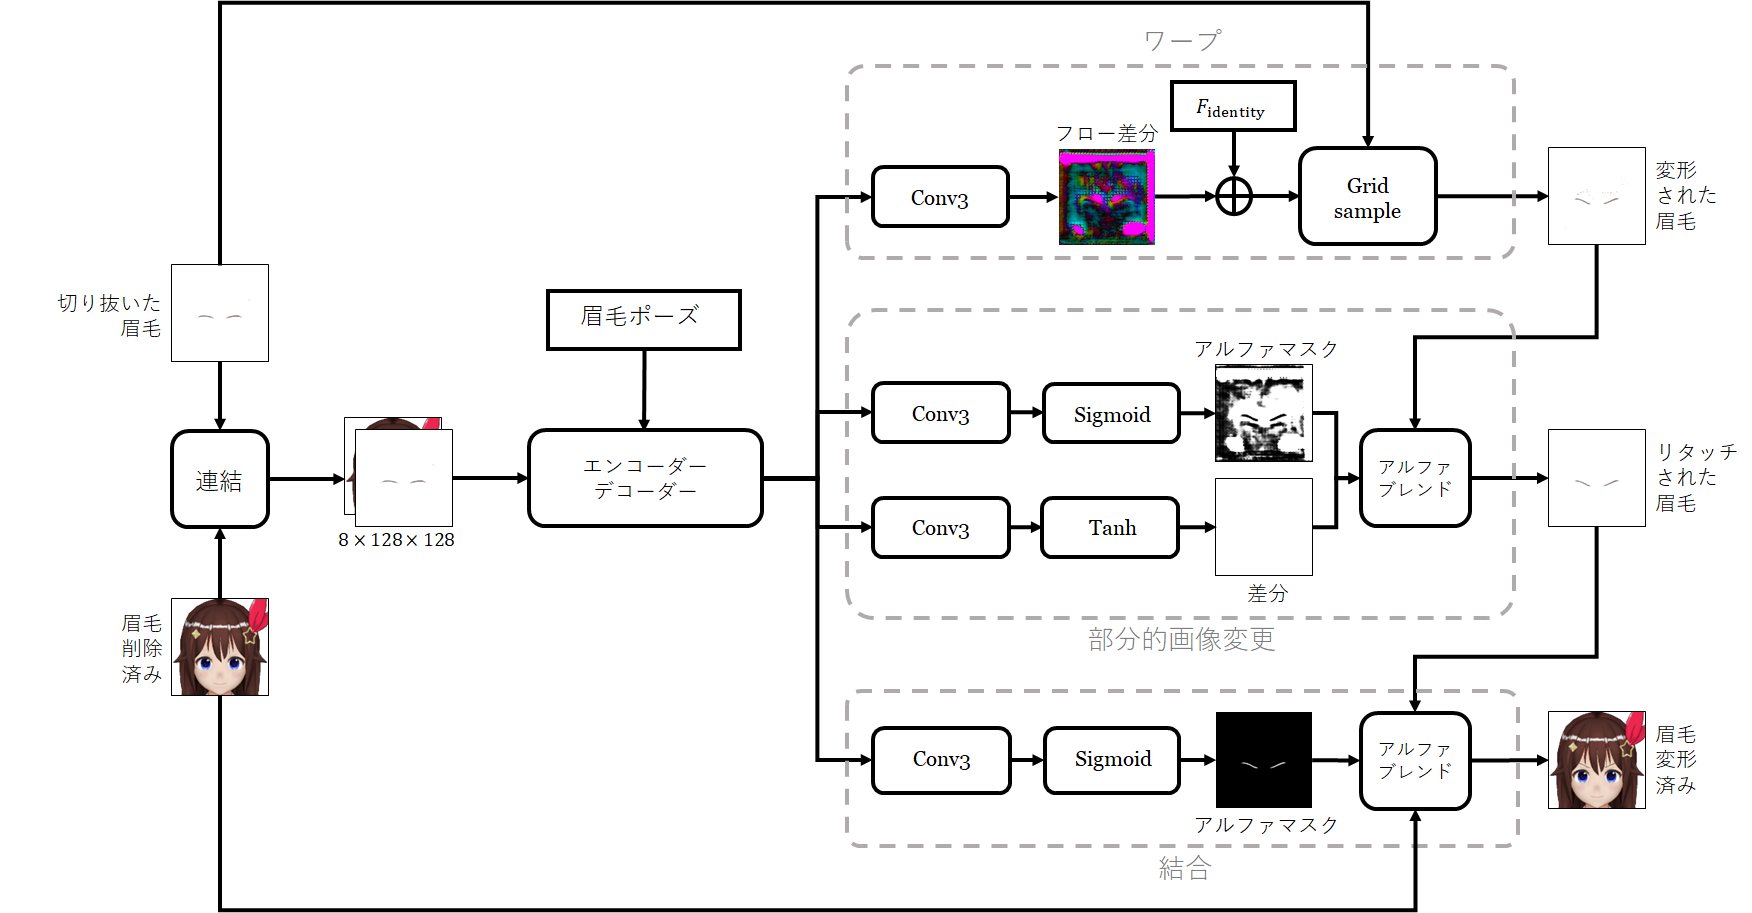 ワープ
F identity
フロー差分
Conv3
Grid
sample
変形
された
眉毛
切り抜いた
眉毛
眉毛ポーズ
アルファマスク
Conv3
Sigmoid
連結
エンコーダー
デコーダー
アルファ
ブレンド
リタッチ
された
眉毛
8×128×128
Conv3
Tanh
差分
部分的画像変更
眉毛
削除
済み
Conv3
Sigmoid
アルファマスク
アルファ
ブレンド
眉毛
変形
済み
結合